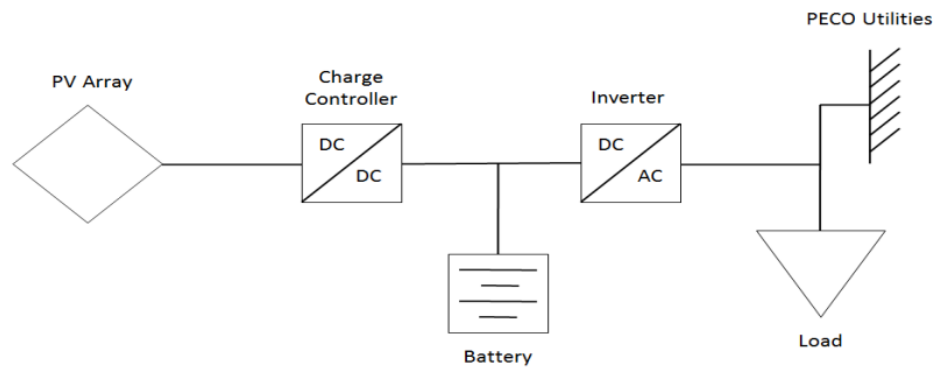 PECO Utilities
PV Array
Charge
Controller
Inverter
DC
DC
DC
AC
Battery
Load